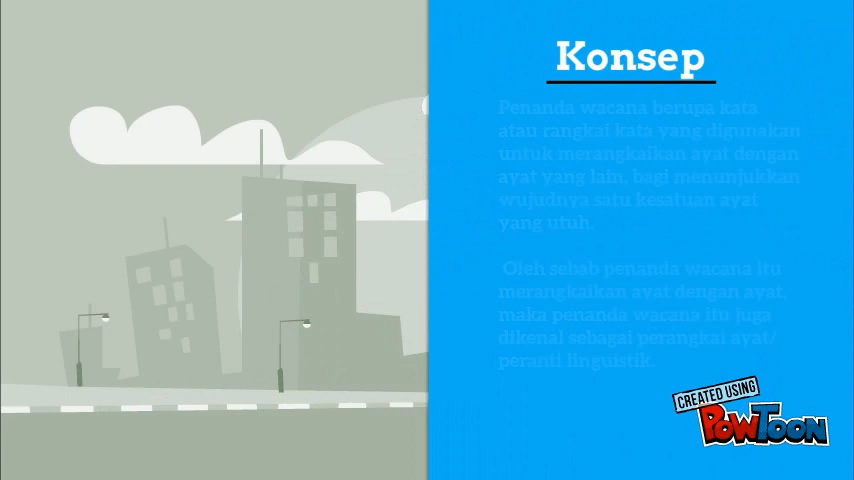 Konsep
Penanda wacana berupa kata
atau rangkai kata yang digunakan
untuk merangkaikan ayat dengan
ayat yang lain, bagi menunjukkan
wujudnya satu kesatuan ayat
yang utuh.
Oleh sebab penanda wacana itu
merangkaikan ayat dengan ayat,
maka penanda wacana itu juga
dikenal sebagai perangkai ayat/
peranti linguistik.
CREATED USING
POWTOON